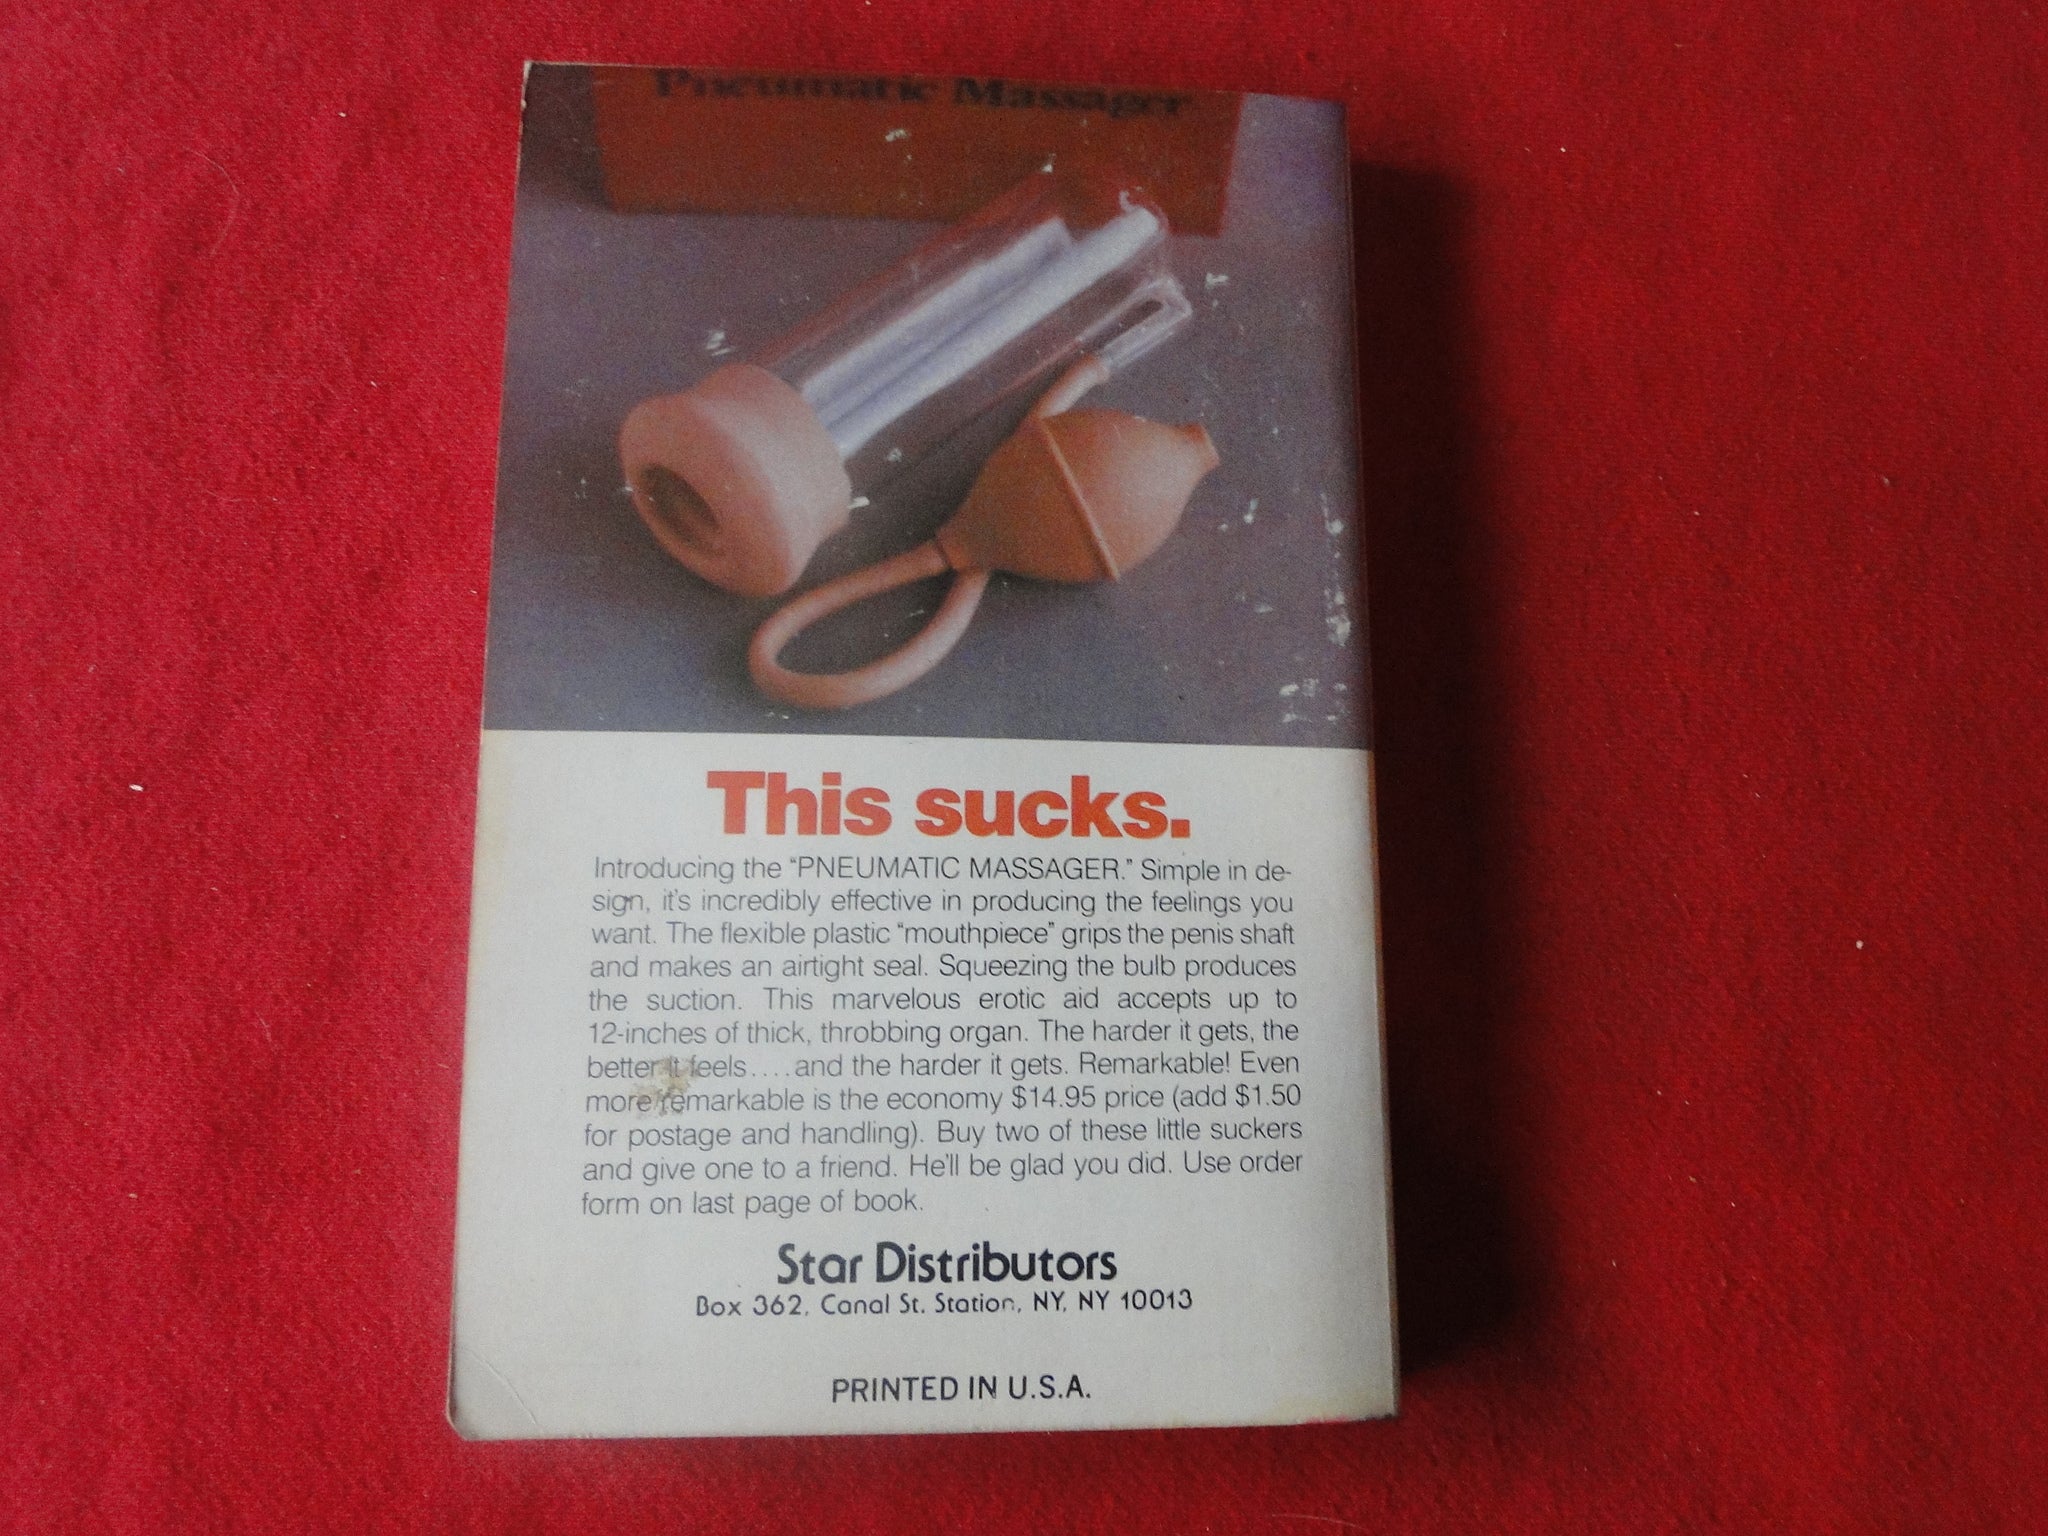 Pneumatic Massager
This sucks.
Introducing the "PNEUMATIC MASSAGER." Simple in de-
sign, it's incredibly effective in producing the feelings you
want. The flexible plastic "mouthpiece" grips the penis shaft
and makes an airtight seal. Squeezing the bulb produces
the suction. This marvelous erotic aid accepts up to
12-inches of thick, throbbing organ. The harder it gets, the
better it feels....and the harder it gets. Remarkable! Even
more remarkable is the economy $14.95 price (add $1.50
for postage and handling). Buy two of these little suckers
and give one to a friend. He'll be glad you did. Use order
form on last page of book.
Star Distributors
Box 362, Canal St. Station, NY, NY 10013
PRINTED IN U.S.A.